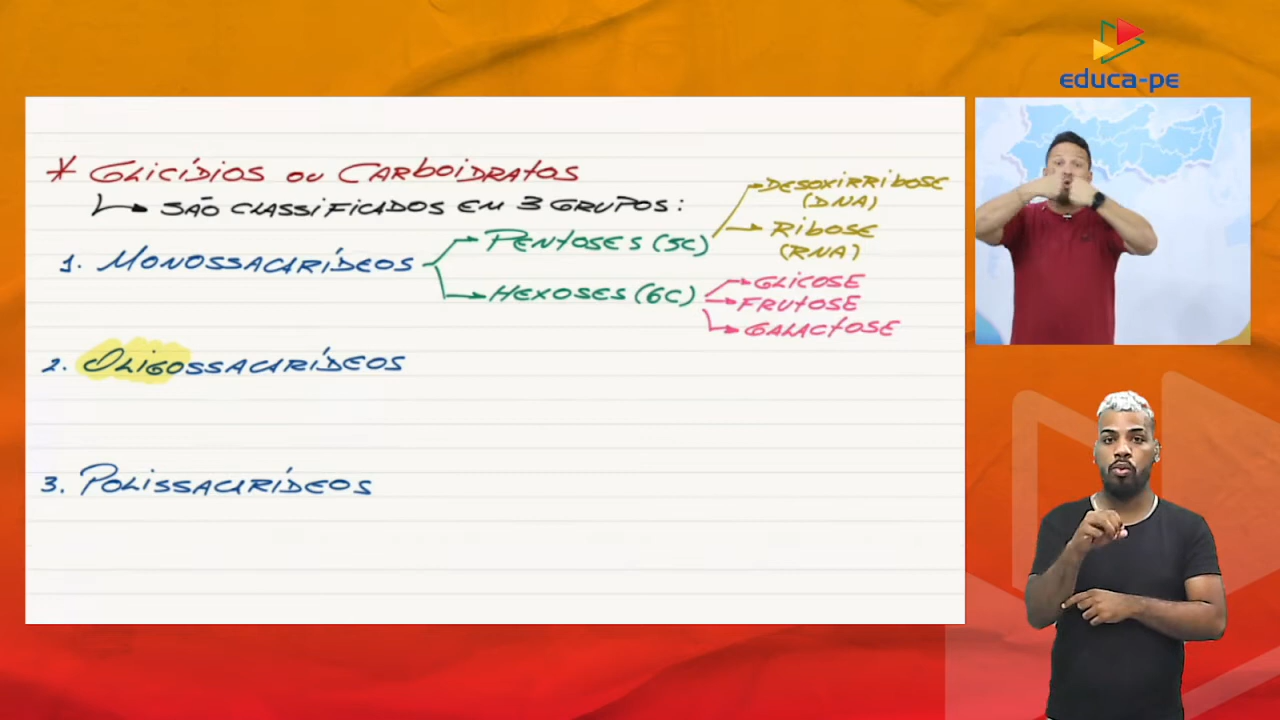 educa-pe
* GLICÍDIOS OU CARBOIDRATOS
SÃO CLASSIFICADOS EM 3 GRUPOS:
1. MONOSSACARÍDEOS
PENTOSES (5C)
DESOXIRRIBOSE
(DNA)
RIBOSE
(RNA)
HEXOSES (6C)
GLICOSE
FRUTOSE
GALACTOSE
2. OLIGOSSACARÍDEOS
3. POLISSACARÍDEOS